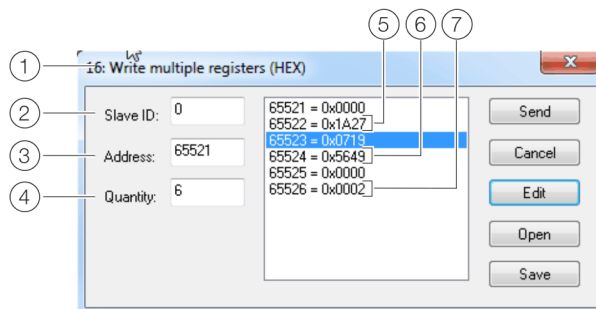 5 6 7
1 16: Write multiple registers (HEX)
2 Slave ID: 0
3 Address: 65521
4 Quantity: 6
65521 = 0x0000
65522 = 0x1A27
65523 = 0x0719
65524 = 0x5649
65525 = 0x0000
65526 = 0x0002
Send
Cancel
Edit
Open
Save